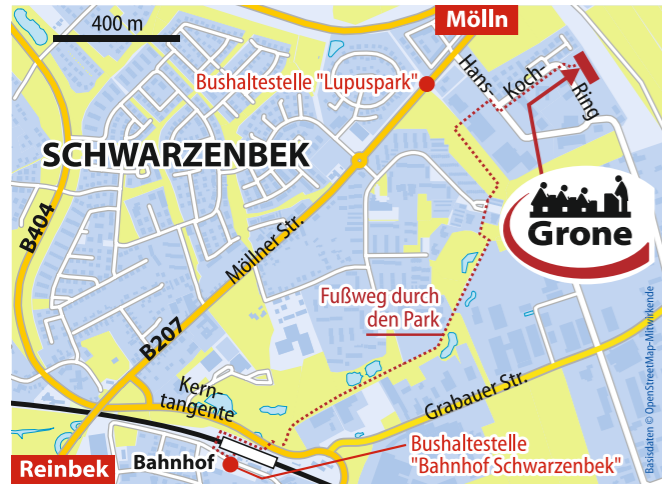 400 m
Mölln
Bushaltestelle "Lupuspark"
Hans-
Koch-
Ring
SCHWARZENBEK
B404
Grone
Möllner Str.
Fußweg durch
den Park
B207
Kern-
tangente
Grabauer Str.
Bushaltestelle
"Bahnhof Schwarzenbek"
Bahnhof
Reinbek
Basisdaten © OpenStreetMap-Mitwirkende